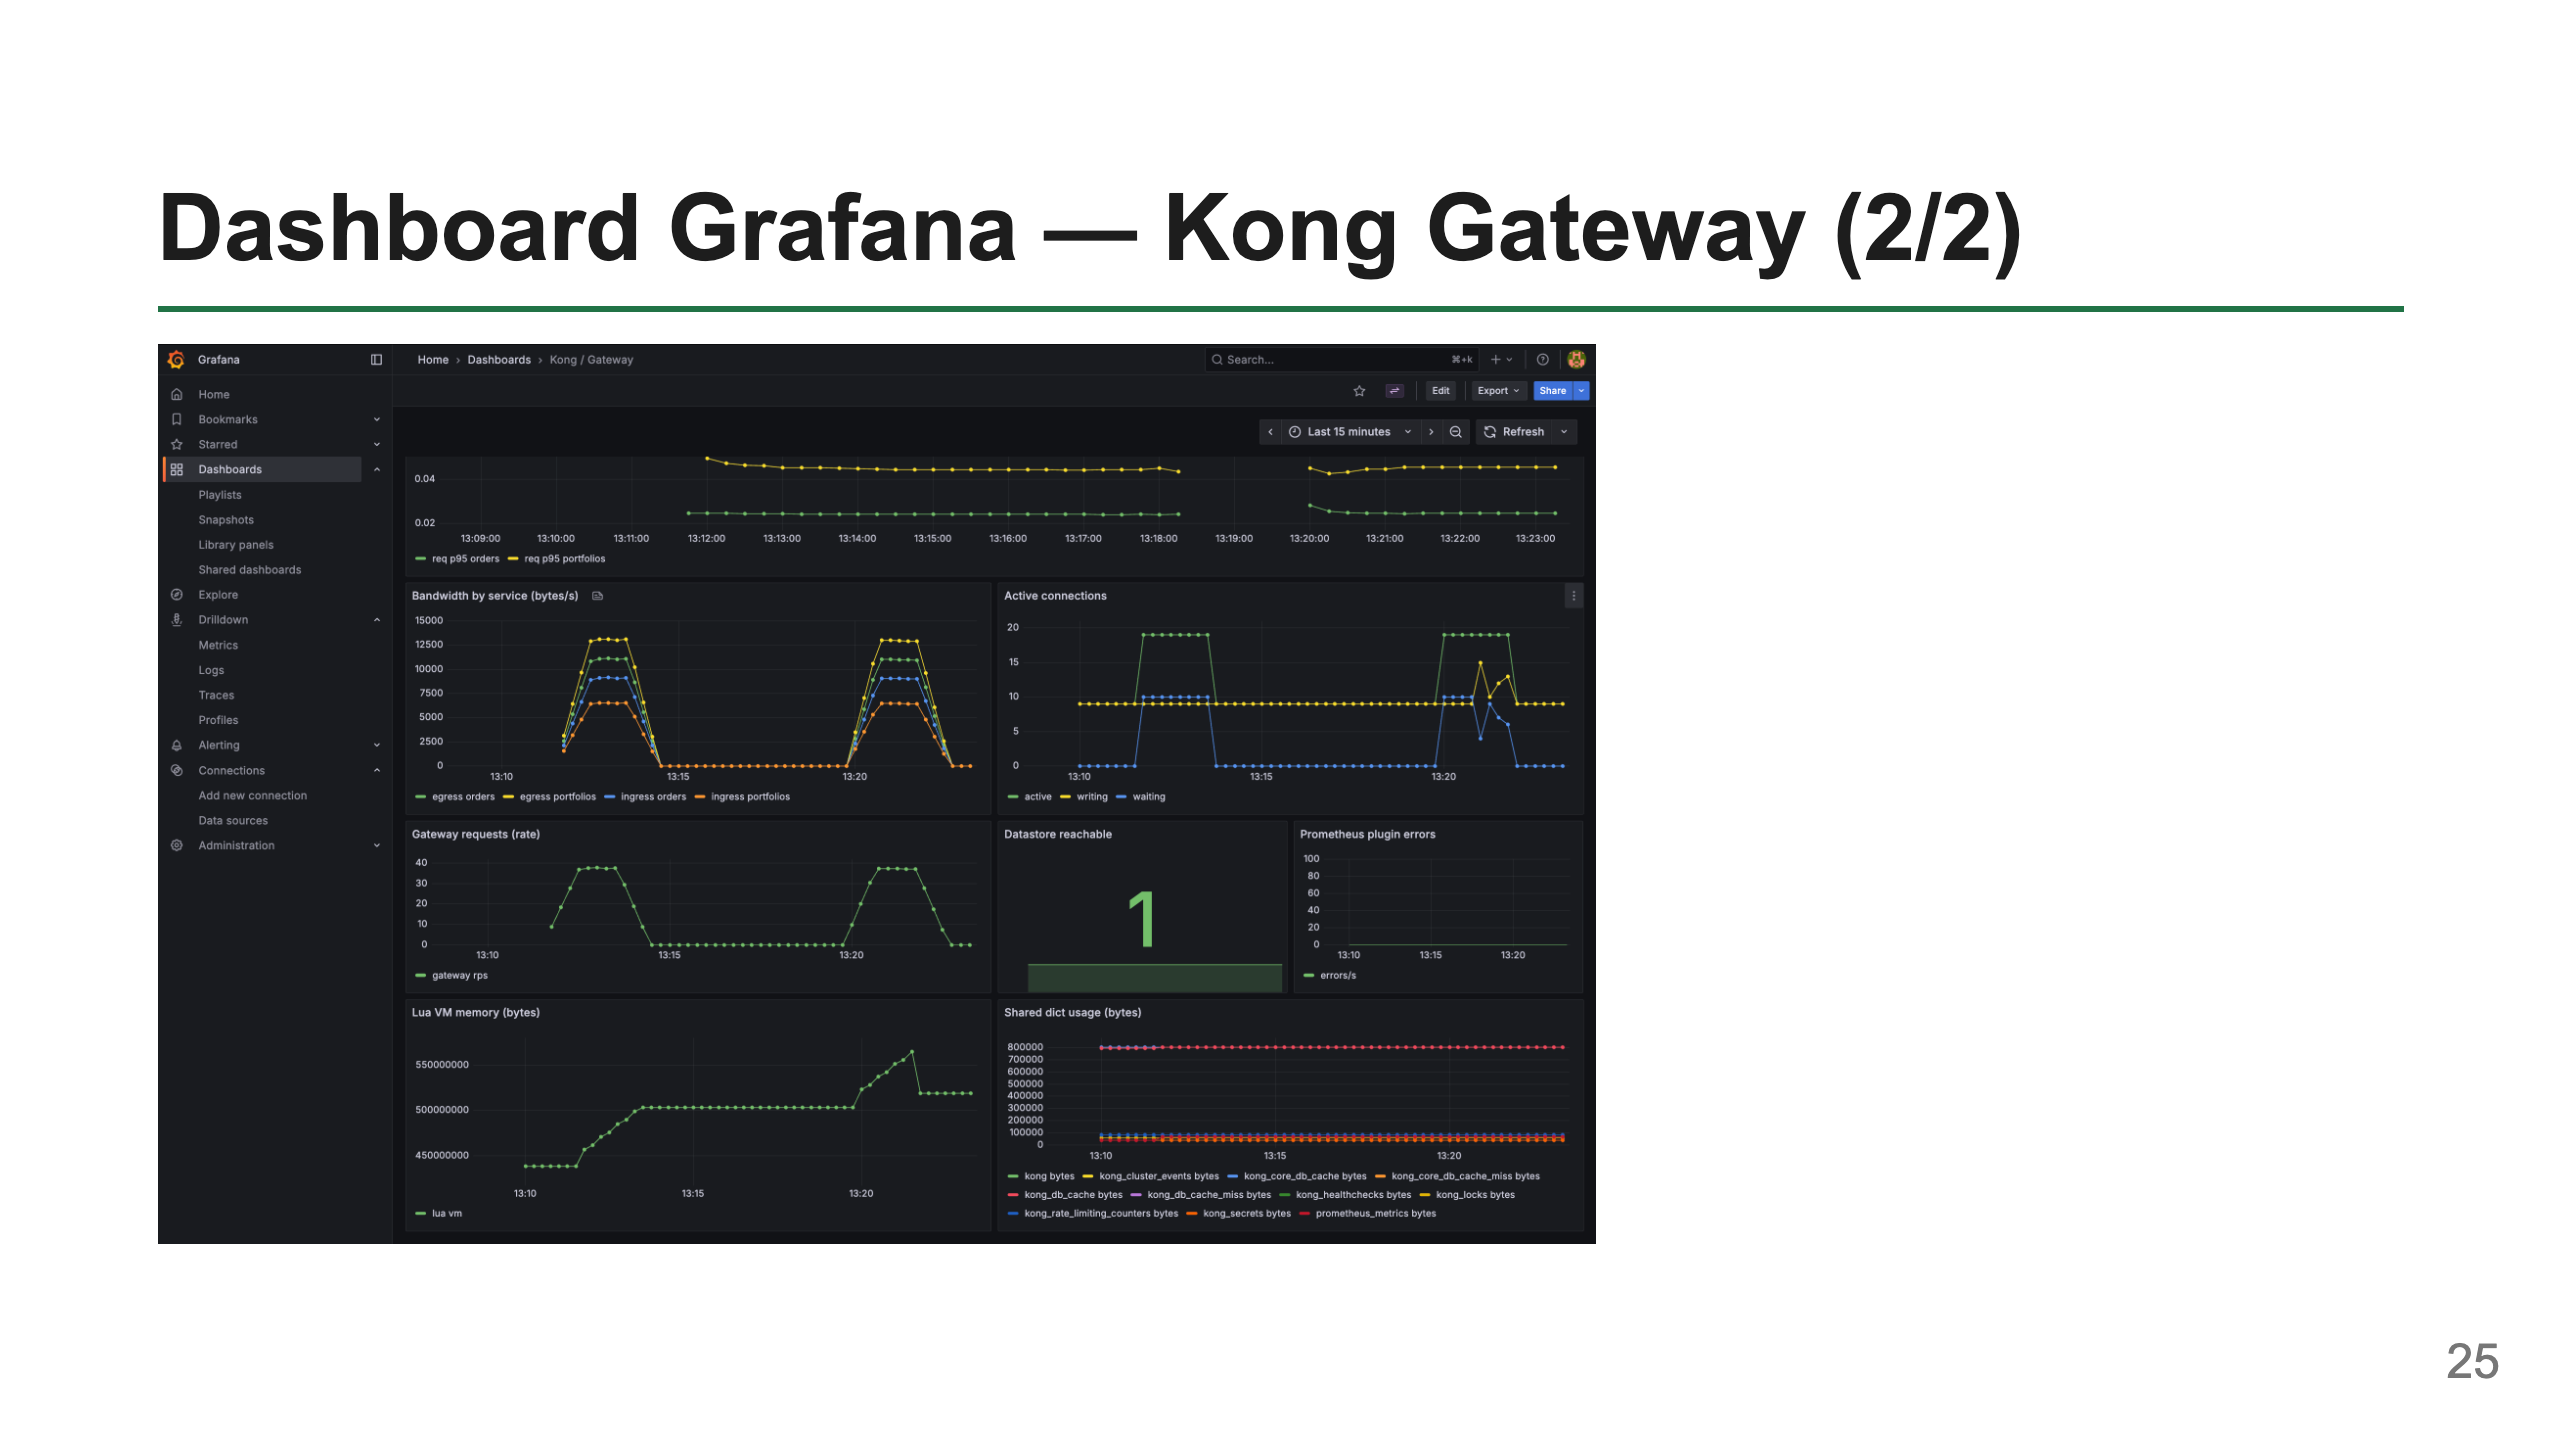 Dashboard Grafana — Kong Gateway (2/2)
Grafana
Home › Dashboards › Kong / Gateway
Search...
⌘+k
Edit
Export
Share
Last 15 minutes
Refresh
Home
Bookmarks
Starred
Dashboards
Playlists
Snapshots
Library panels
Shared dashboards
Explore
Drilldown
Metrics
Logs
Traces
Profiles
Alerting
Connections
Add new connection
Data sources
Administration
0.04
0.02
13:09:00 13:10:00 13:11:00 13:12:00 13:13:00 13:14:00 13:15:00 13:16:00 13:17:00 13:18:00 13:19:00 13:20:00 13:21:00 13:22:00 13:23:00
req p95 orders req p95 portfolios
Bandwidth by service (bytes/s)
15000
12500
10000
7500
5000
2500
0
13:10 13:15 13:20
egress orders egress portfolios ingress orders ingress portfolios
Active connections
20
15
10
5
0
13:10 13:15 13:20
active writing waiting
Gateway requests (rate)
40
30
20
10
0
13:10 13:15 13:20
gateway rps
Datastore reachable
1
Prometheus plugin errors
100
80
60
40
20
0
13:10 13:15 13:20
errors/s
Lua VM memory (bytes)
550000000
500000000
450000000
13:10 13:15 13:20
lua vm
Shared dict usage (bytes)
800000
700000
600000
500000
400000
300000
200000
100000
0
13:10 13:15 13:20
kong bytes kong_cluster_events bytes kong_core_db_cache bytes kong_core_db_cache_miss bytes
kong_db_cache bytes kong_db_cache_miss bytes kong_healthchecks bytes kong_locks bytes
kong_rate_limiting_counters bytes kong_secrets bytes prometheus_metrics bytes
25